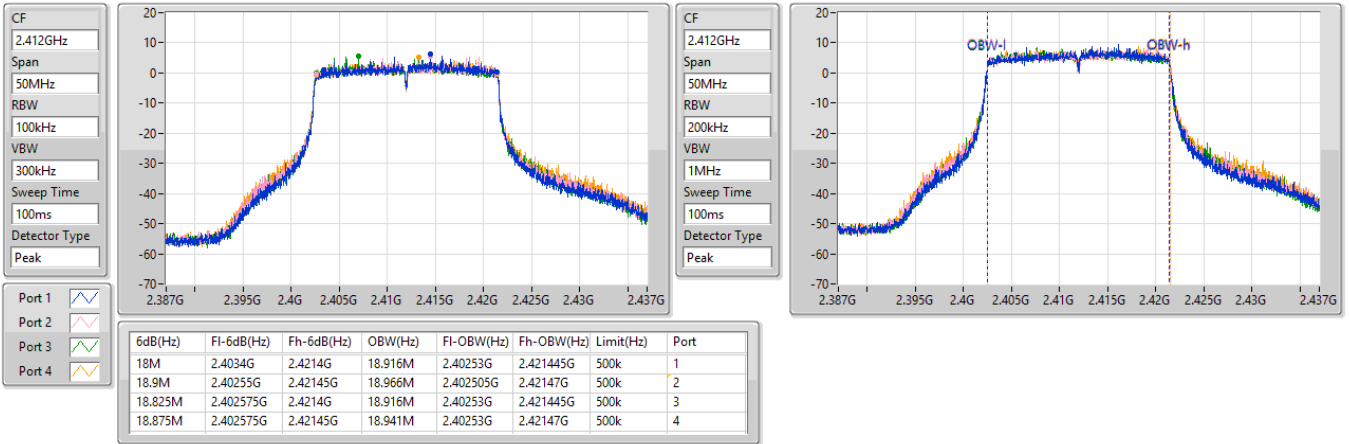 CF
2.412GHz
Span
50MHz
RBW
100kHz
VBW
300kHz
Sweep Time
100ms
Detector Type
Peak
20
10
0
-10
-20
-30
-40
-50
-60
-70
2.387G 2.395G 2.4G 2.405G 2.41G 2.415G 2.42G 2.425G 2.43G 2.437G
CF
2.412GHz
Span
50MHz
RBW
200kHz
VBW
1MHz
Sweep Time
100ms
Detector Type
Peak
20
10
0
-10
-20
-30
-40
-50
-60
-70
OBW-l OBW-h
2.387G 2.395G 2.4G 2.405G 2.41G 2.415G 2.42G 2.425G 2.43G 2.437G
Port 1
Port 2
Port 3
Port 4
6dB(Hz) Fl-6dB(Hz) Fh-6dB(Hz) OBW(Hz) Fl-OBW(Hz) Fh-OBW(Hz) Limit(Hz) Port
18M 2.4034G 2.4214G 18.916M 2.40253G 2.421445G 500k 1
18.9M 2.40255G 2.42145G 18.966M 2.402505G 2.42147G 500k 2
18.825M 2.402575G 2.4214G 18.916M 2.40253G 2.421445G 500k 3
18.875M 2.402575G 2.42145G 18.941M 2.40253G 2.42147G 500k 4